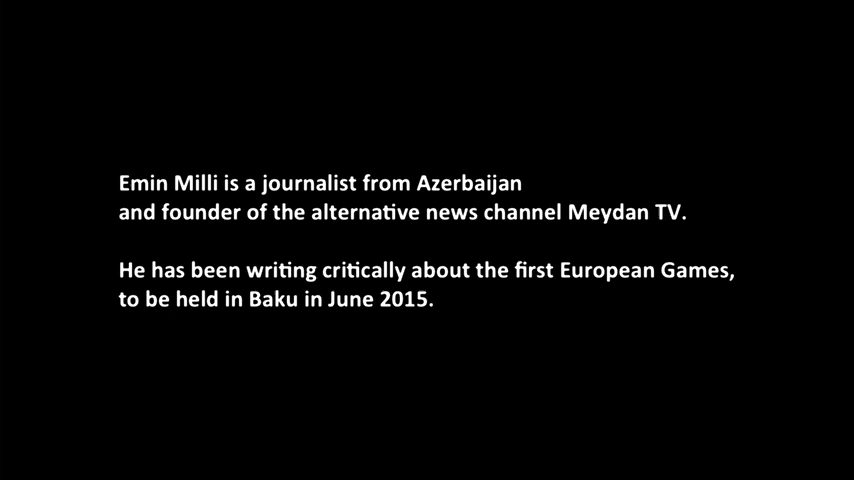 Emin Milli is a journalist from Azerbaijan
and founder of the alternative news channel Meydan TV.
He has been writing critically about the first European Games,
to be held in Baku in June 2015.